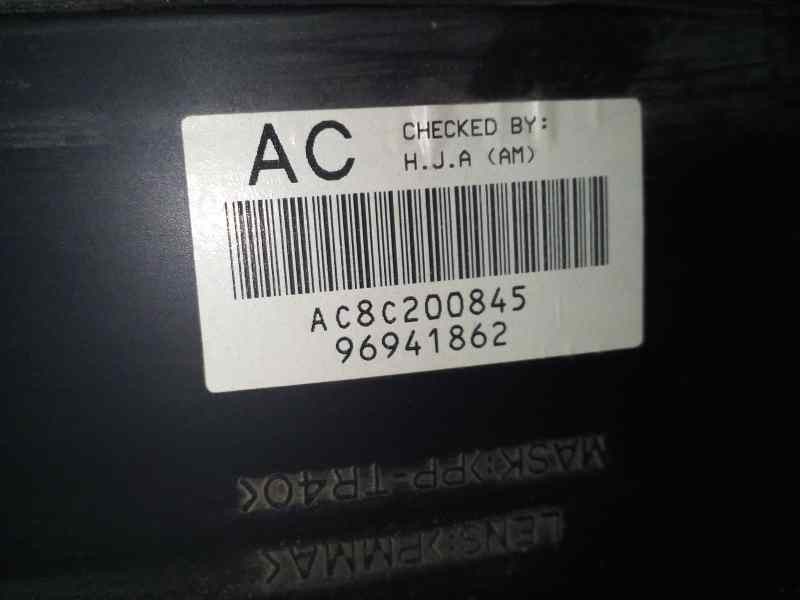 AC
CHECKED BY:
H.J.A (AM)
AC8C200845
96941862
MASK:>PP-TR40<
LENS:>PMMA<